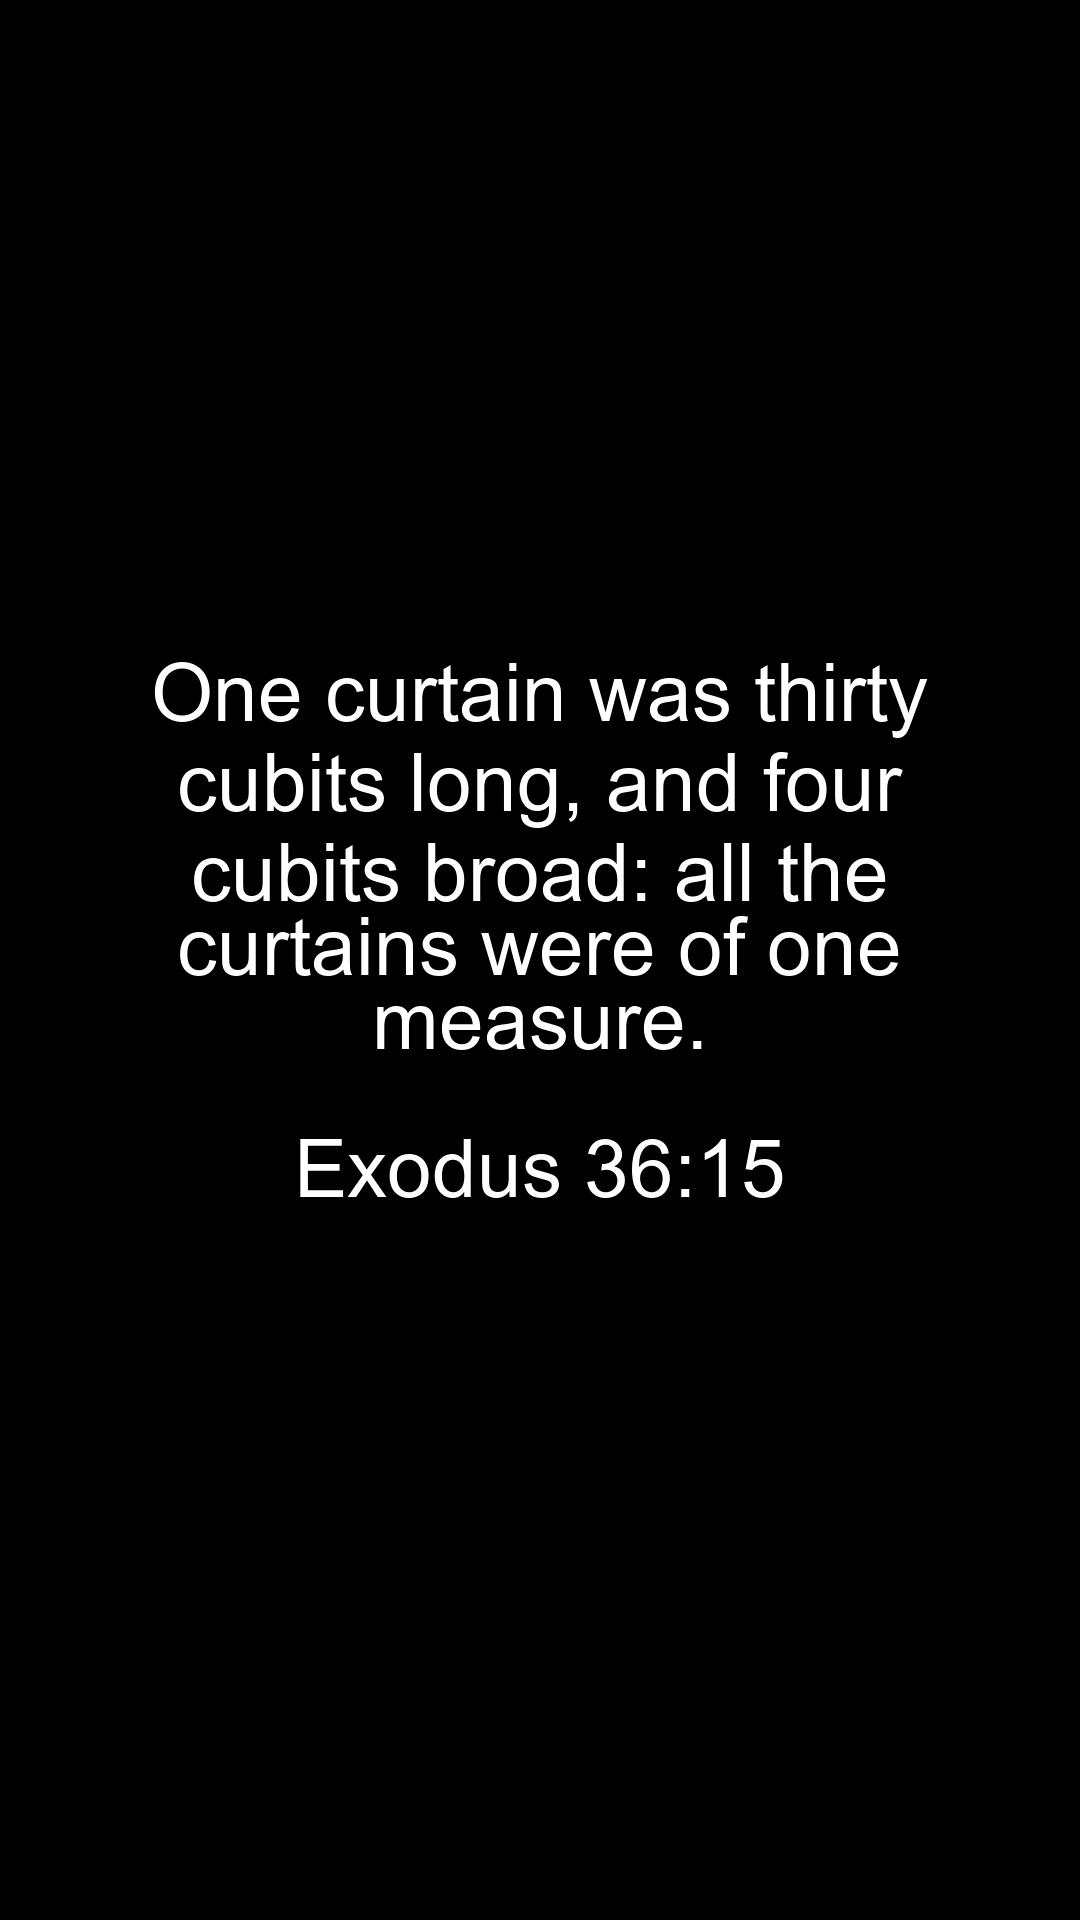 One curtain was thirty
cubits long, and four
cubits broad: all the
curtains were of one
measure.
Exodus 36:15